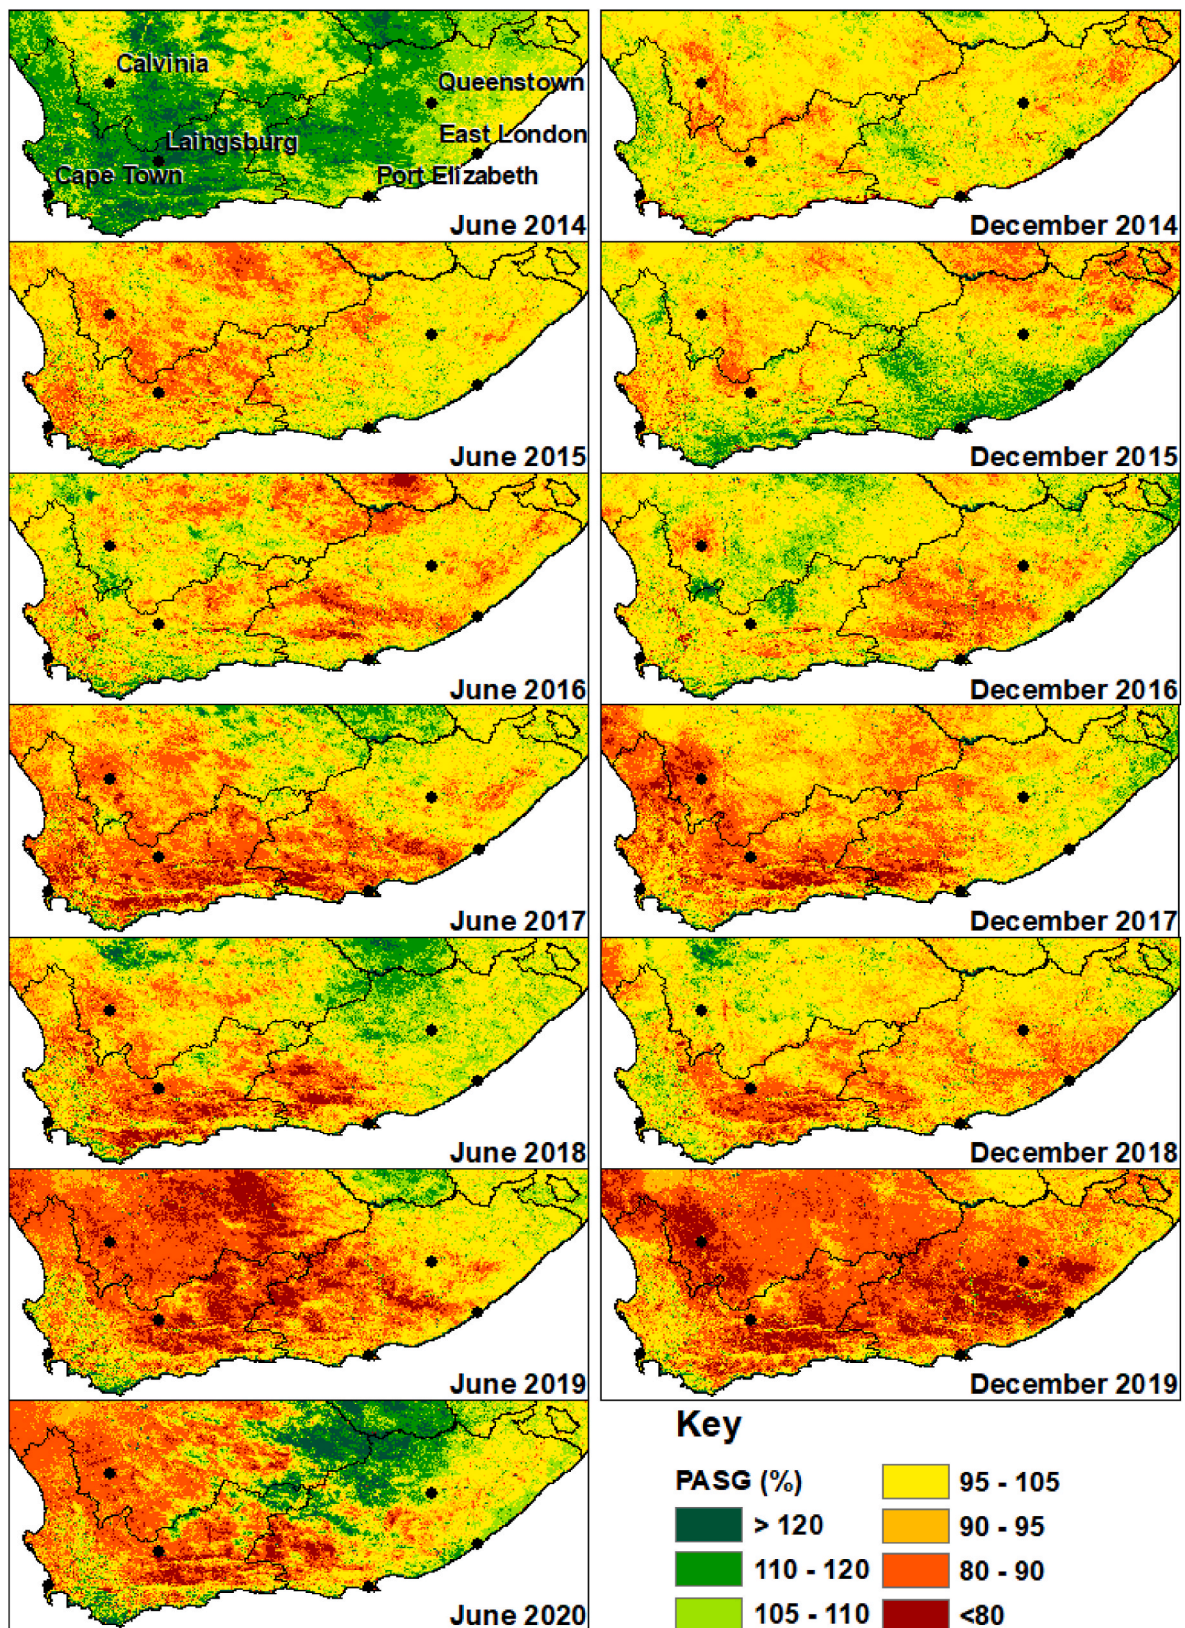 Calvinia
Queenstown
Laingsburg
East London
Cape Town
Port Elizabeth
June 2014
December 2014
June 2015
December 2015
June 2016
December 2016
June 2017
December 2017
June 2018
December 2018
June 2019
December 2019
June 2020
Key
PASG (%)
> 120
110 - 120
105 - 110
95 - 105
90 - 95
80 - 90
<80